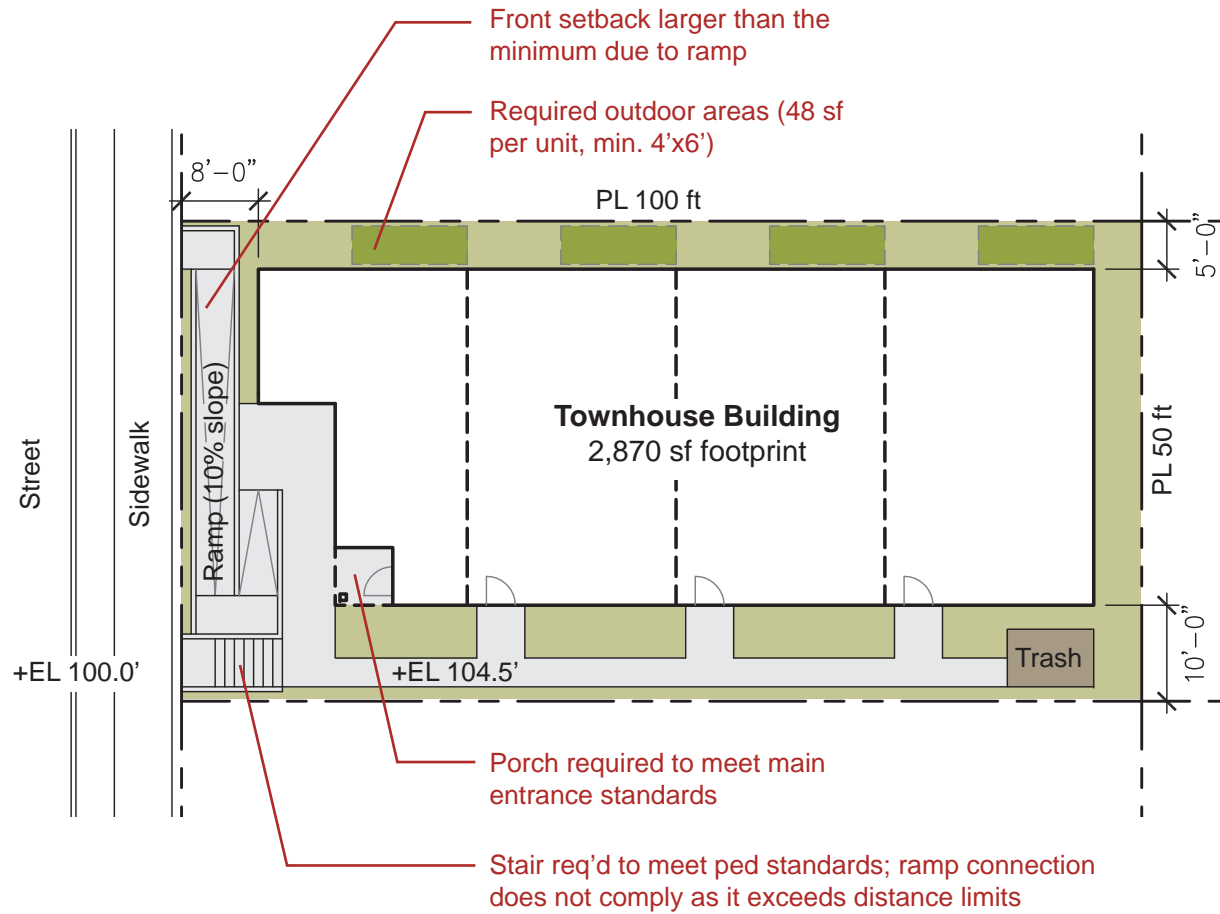 Front setback larger than the
minimum due to ramp
Required outdoor areas (48 sf
per unit, min. 4’x6’)
8’-0”
PL 100 ft
5’-0”
Street
Sidewalk
Ramp (10% slope)
Townhouse Building
2,870 sf footprint
PL 50 ft
+EL 100.0’
+EL 104.5’
Trash
10’-0”
Porch required to meet main
entrance standards
Stair req’d to meet ped standards; ramp connection
does not comply as it exceeds distance limits